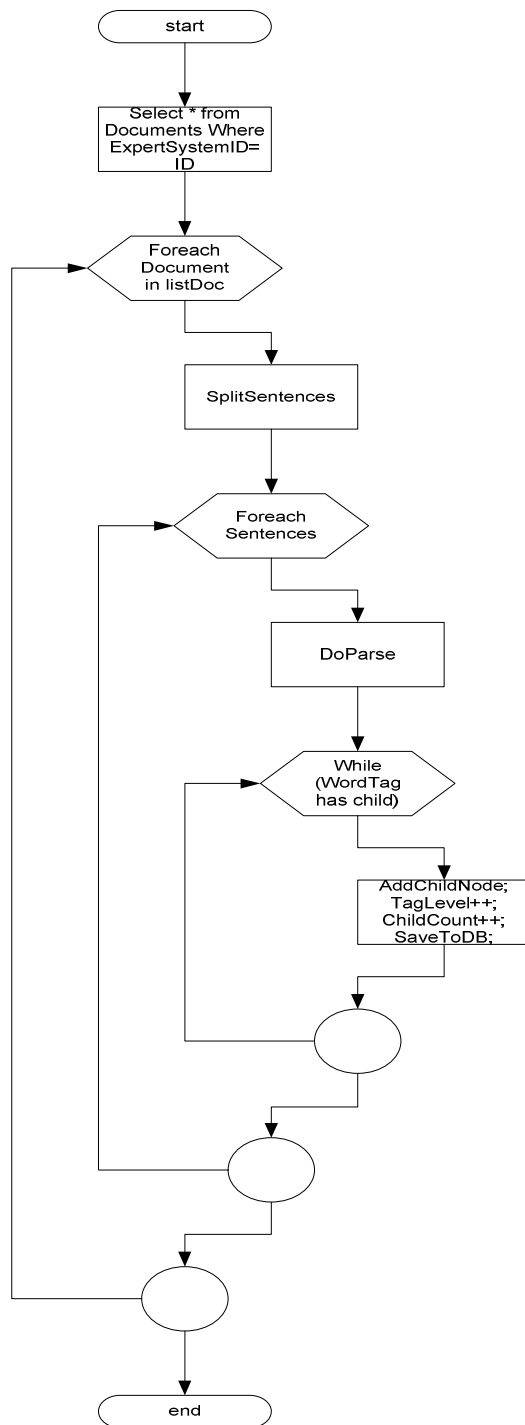 start
Select * from
Documents Where
ExpertSystemID=
ID
Foreach
Document
in listDoc
SplitSentences
Foreach
Sentences
DoParse
While
(WordTag
has child)
AddChildNode;
TagLevel++;
ChildCount++;
SaveToDB;
end